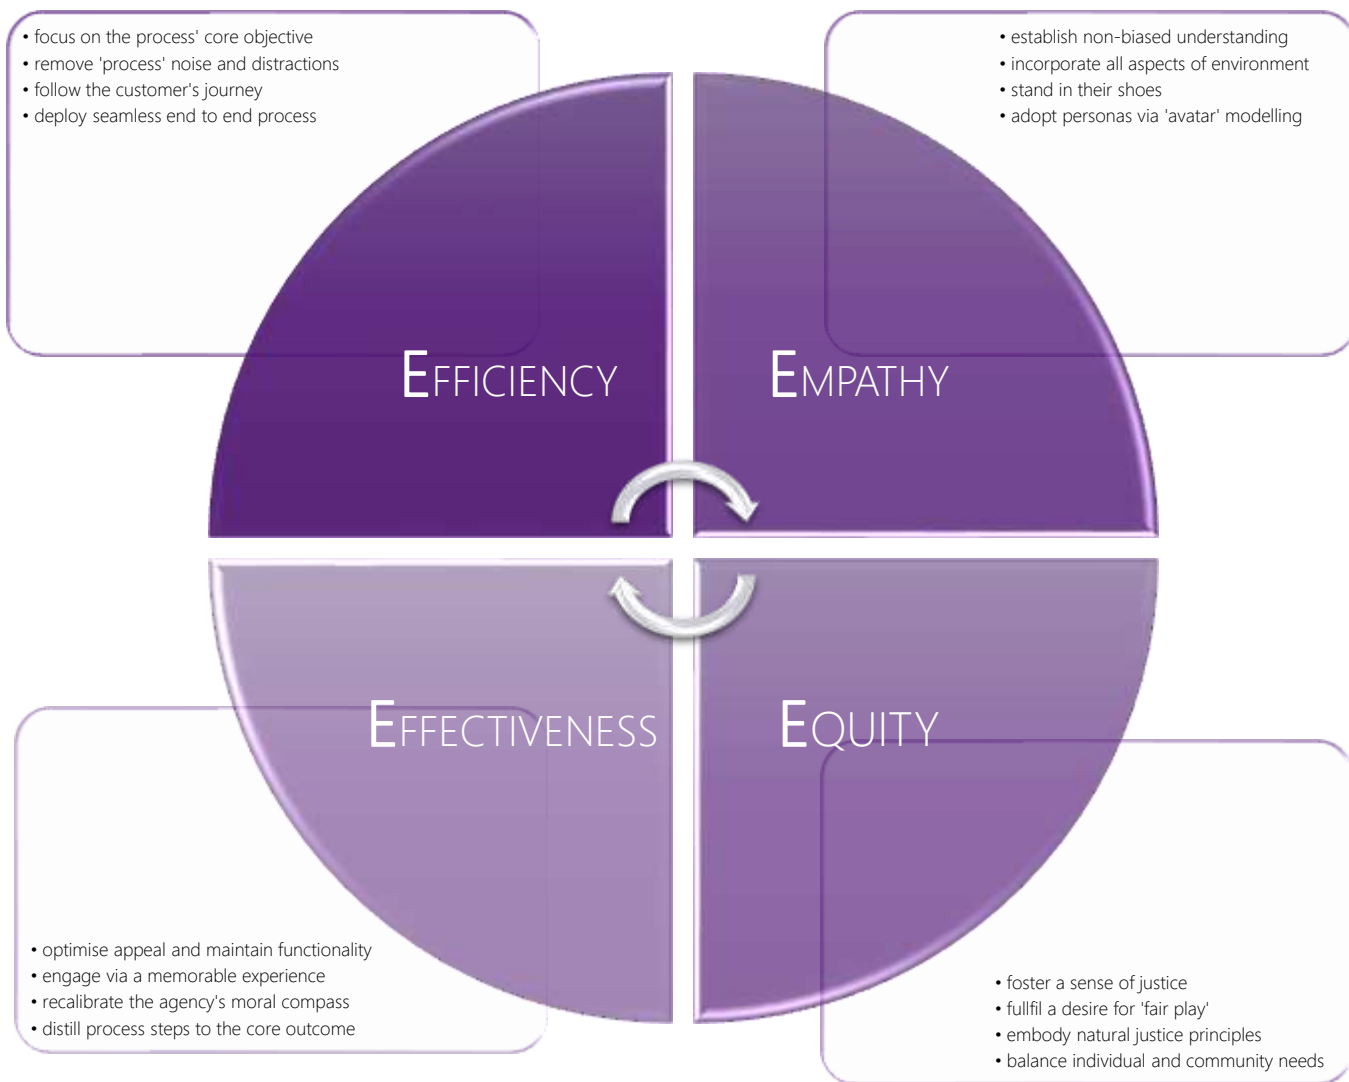 • focus on the process' core objective
• remove 'process' noise and distractions
• follow the customer's journey
• deploy seamless end to end process
• establish non-biased understanding
• incorporate all aspects of environment
• stand in their shoes
• adopt personas via 'avatar' modelling
EFFICIENCY
EMPATHY
EFFECTIVENESS
EQUITY
• optimise appeal and maintain functionality
• engage via a memorable experience
• recalibrate the agency's moral compass
• distill process steps to the core outcome
• foster a sense of justice
• fullfil a desire for 'fair play'
• embody natural justice principles
• balance individual and community needs